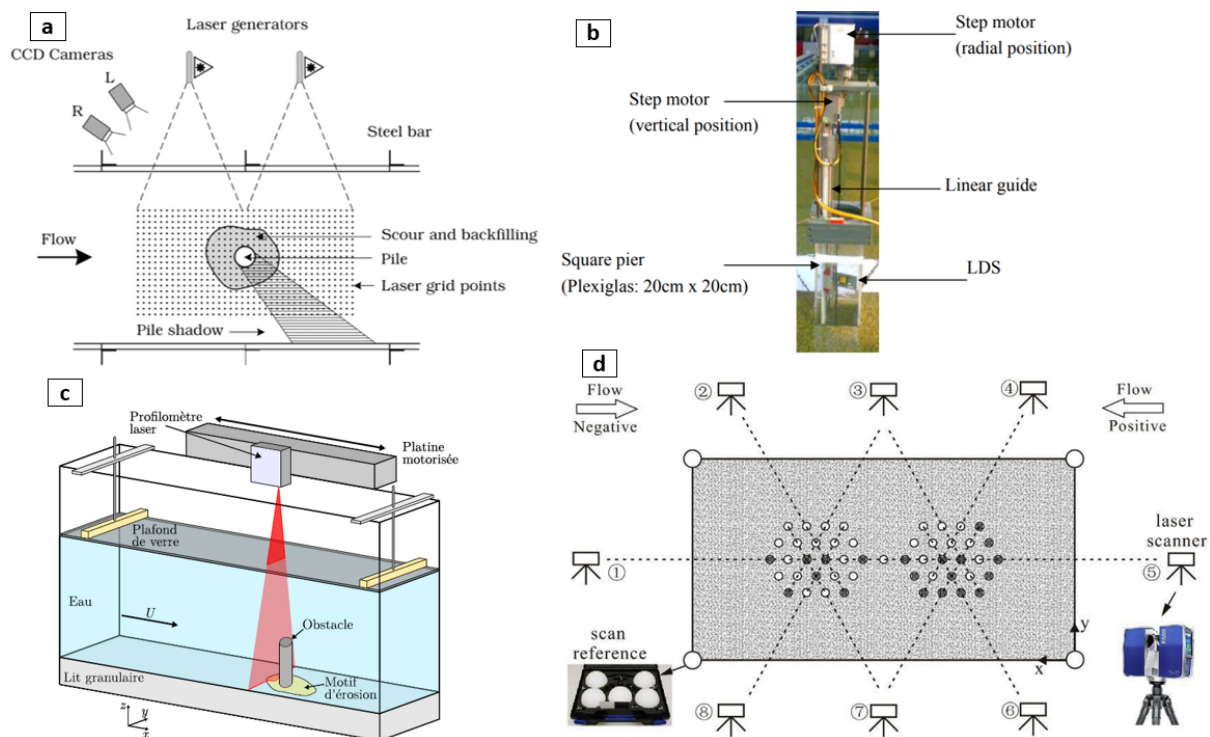 a
Laser generators
CCD Cameras
L
R
Steel bar
Flow
Scour and backfilling
Pile
Laser grid points
Pile shadow
b
Step motor
(radial position)
Step motor
(vertical position)
Linear guide
Square pier
(Plexiglas: 20cm x 20cm)
LDS
c
Profilomètre
laser
Platine
motorisée
Plafond
de verre
Eau
U
Obstacle
Lit granulaire
Motif
d'érosion
z
y
x
d
Flow
Negative
②
③
④
Flow
Positive
①
laser
scanner
⑤
scan
reference
y
x
⑧
⑦
⑥